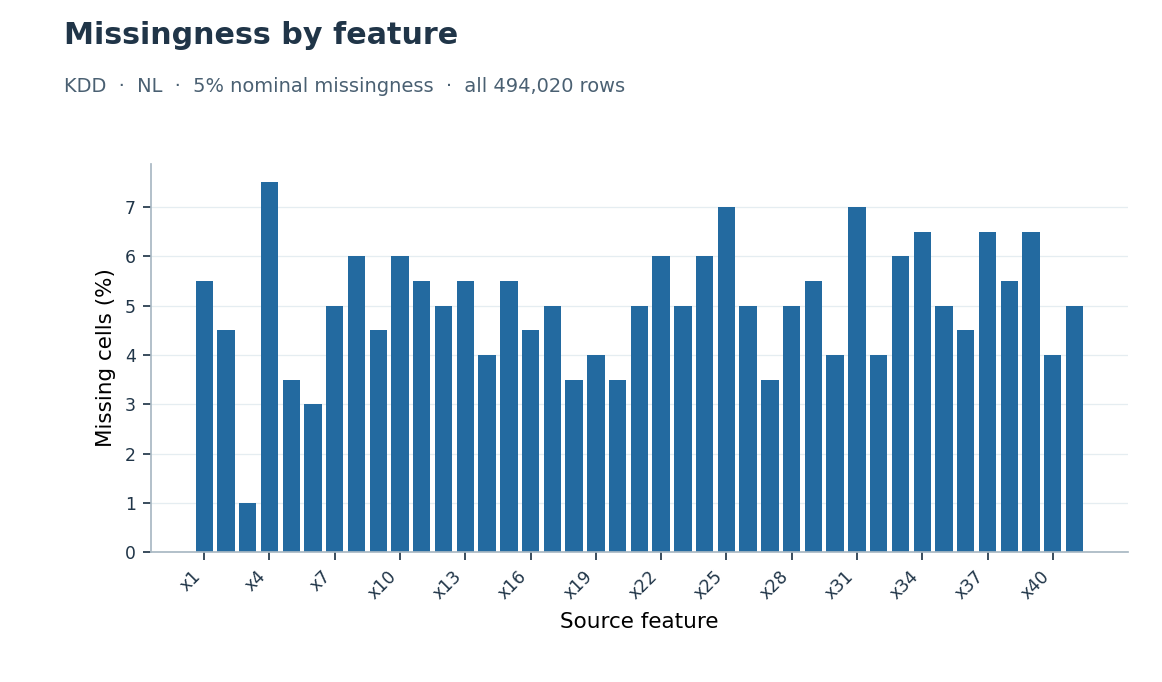 Missingness by feature
KDD · NL · 5% nominal missingness · all 494,020 rows
7
6
5
4
3
2
1
0
Missing cells (%)
x1 x4 x7 x10 x13 x16 x19 x22 x25 x28 x31 x34 x37 x40
Source feature